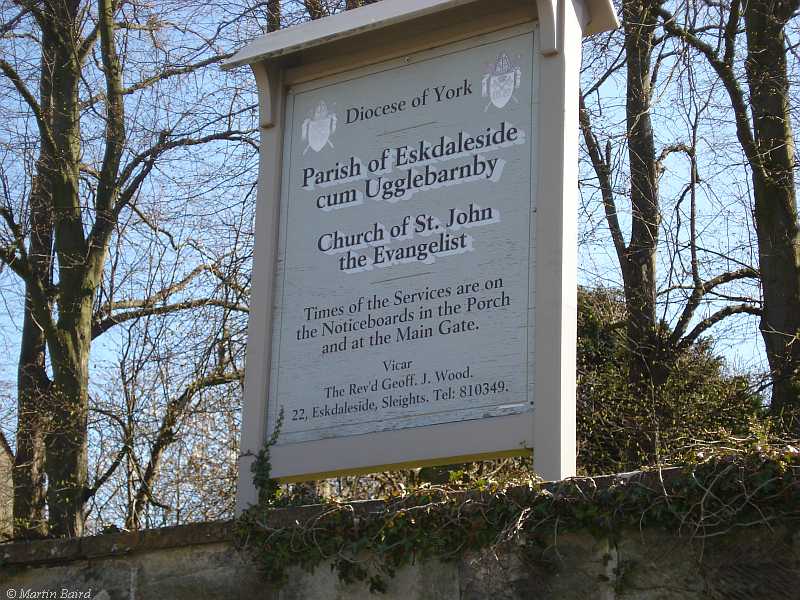 Diocese of York
Parish of Eskdaleside
cum Ugglebarnby
Church of St. John
the Evangelist
Times of the Services are on
the Noticeboards in the Porch
and at the Main Gate.
Vicar
The Rev'd Geoff. J. Wood.
22, Eskdaleside, Sleights. Tel: 810349.
© Martin Baird